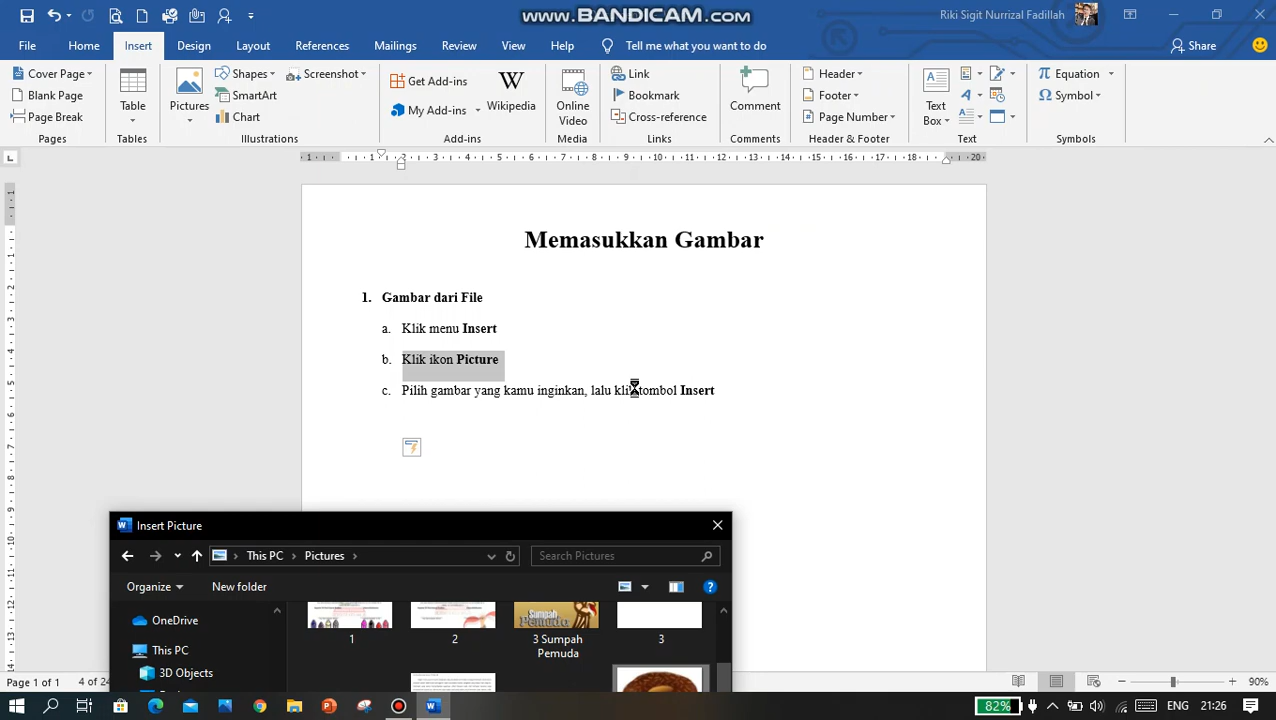 www.BANDICAM.com
Riki Sigit Nurrizal Fadillah
File Home Insert Design Layout References Mailings Review View Help Tell me what you want to do Share
Cover Page
Blank Page
Page Break
Pages
Table
Tables
Pictures
Shapes
SmartArt
Chart
Screenshot
Illustrations
Get Add-ins
My Add-ins
W
Wikipedia
Add-ins
Online
Video
Media
Link
Bookmark
Cross-reference
Links
Comment
Comments
Header
Footer
Page Number
Header & Footer
Text
Box
Text
Equation
Symbol
Symbols
Memasukkan Gambar
1. Gambar dari File
a. Klik menu Insert
b. Klik ikon Picture
c. Pilih gambar yang kamu inginkan, lalu klik tombol Insert
Insert Picture
This PC Pictures
Search Pictures
Organize New folder
OneDrive
This PC
3D Objects
Sumpah
Pemuda
1 2 3 Sumpah Pemuda 3
Page 1 of 1 4 of 24
90%
82% ENG 21:26